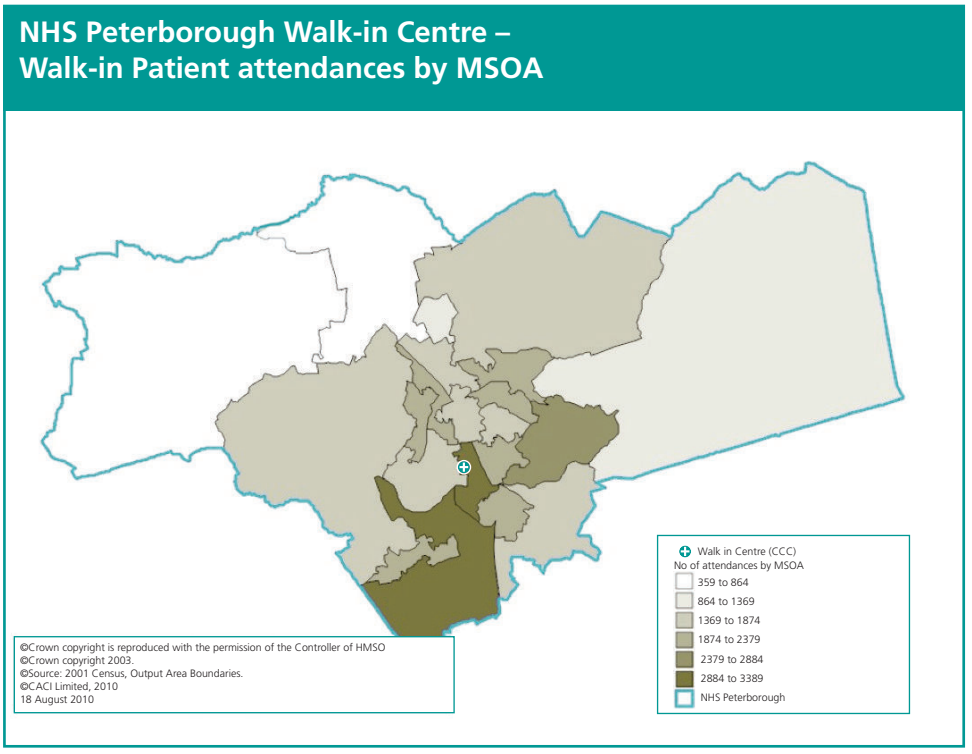 NHS Peterborough Walk-in Centre –
Walk-in Patient attendances by MSOA
Walk in Centre (CCC)
No of attendances by MSOA
359 to 864
864 to 1369
1369 to 1874
1874 to 2379
2379 to 2884
2884 to 3389
NHS Peterborough
©Crown copyright is reproduced with the permission of the Controller of HMSO
©Crown copyright 2003.
©Source: 2001 Census, Output Area Boundaries.
©CACI Limited, 2010
18 August 2010